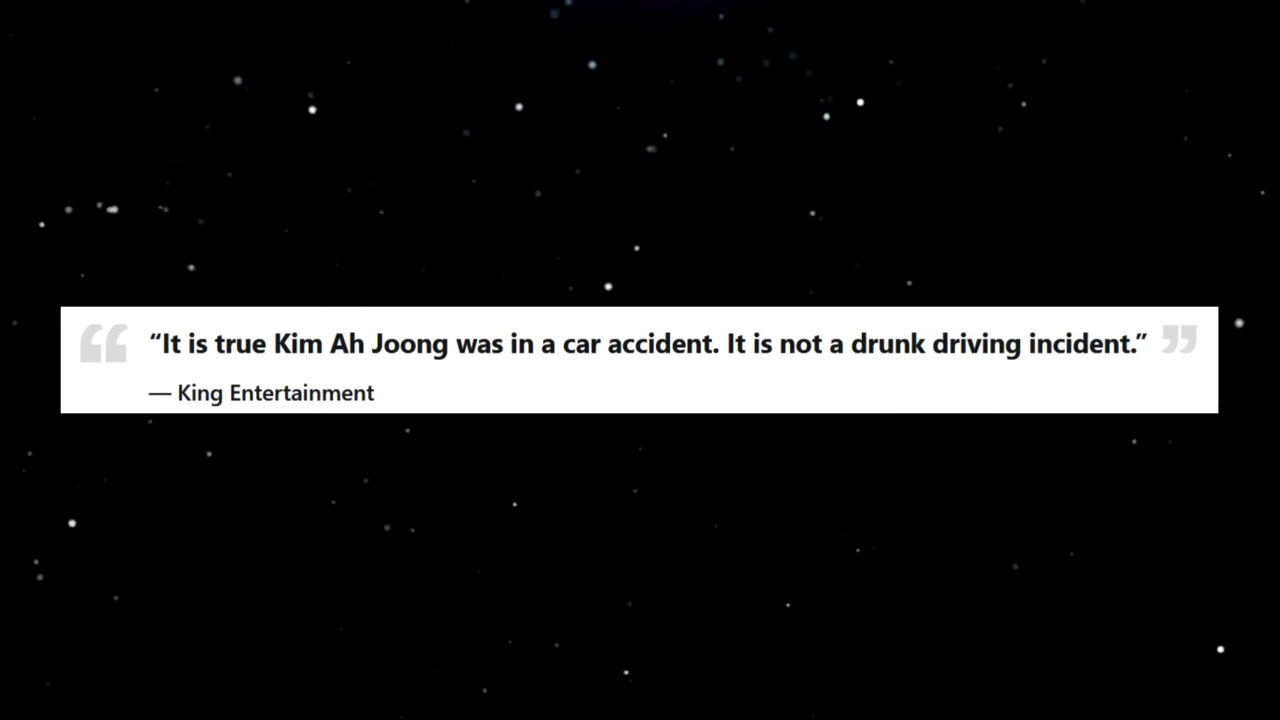 “It is true Kim Ah Joong was in a car accident. It is not a drunk driving incident.”
— King Entertainment